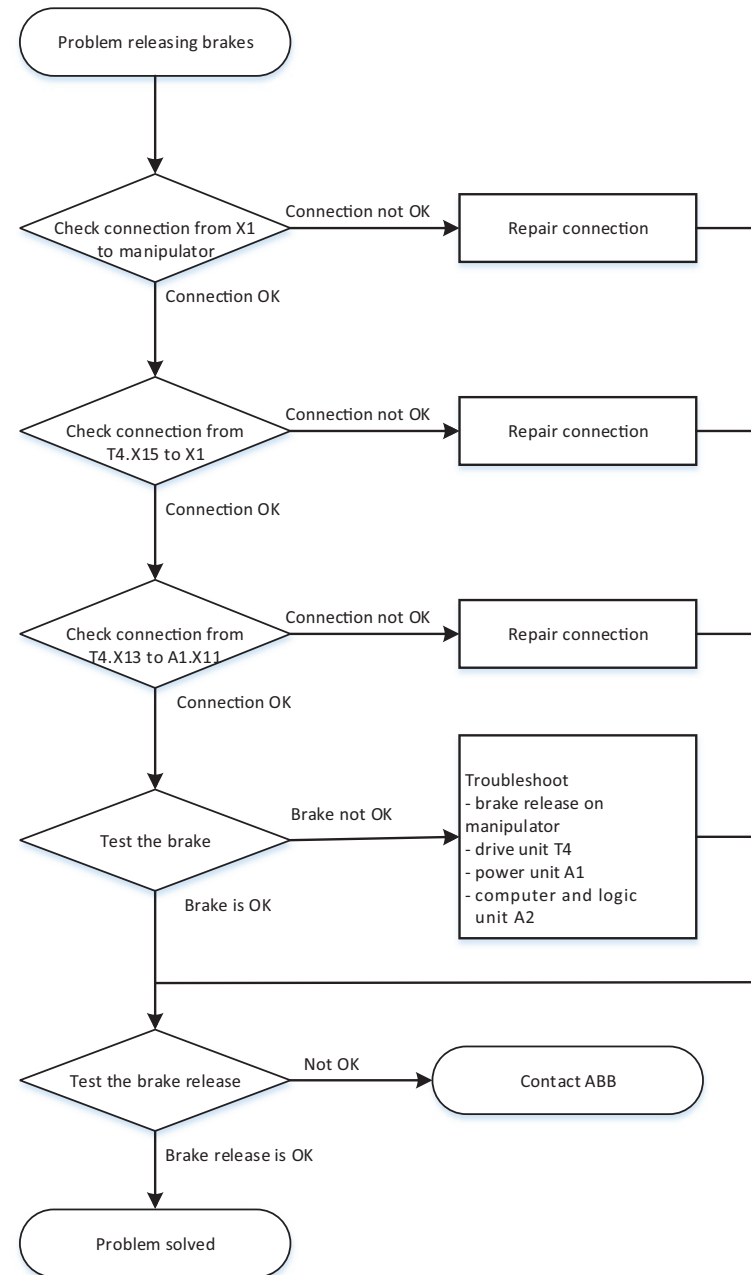 Problem releasing brakes
Check connection from X1
to manipulator
Connection not OK
Repair connection
Connection OK
Check connection from
T4.X15 to X1
Connection not OK
Repair connection
Connection OK
Check connection from
T4.X13 to A1.X11
Connection not OK
Repair connection
Connection OK
Test the brake
Brake not OK
Troubleshoot
- brake release on
manipulator
- drive unit T4
- power unit A1
- computer and logic
unit A2
Brake is OK
Test the brake release
Not OK
Contact ABB
Brake release is OK
Problem solved